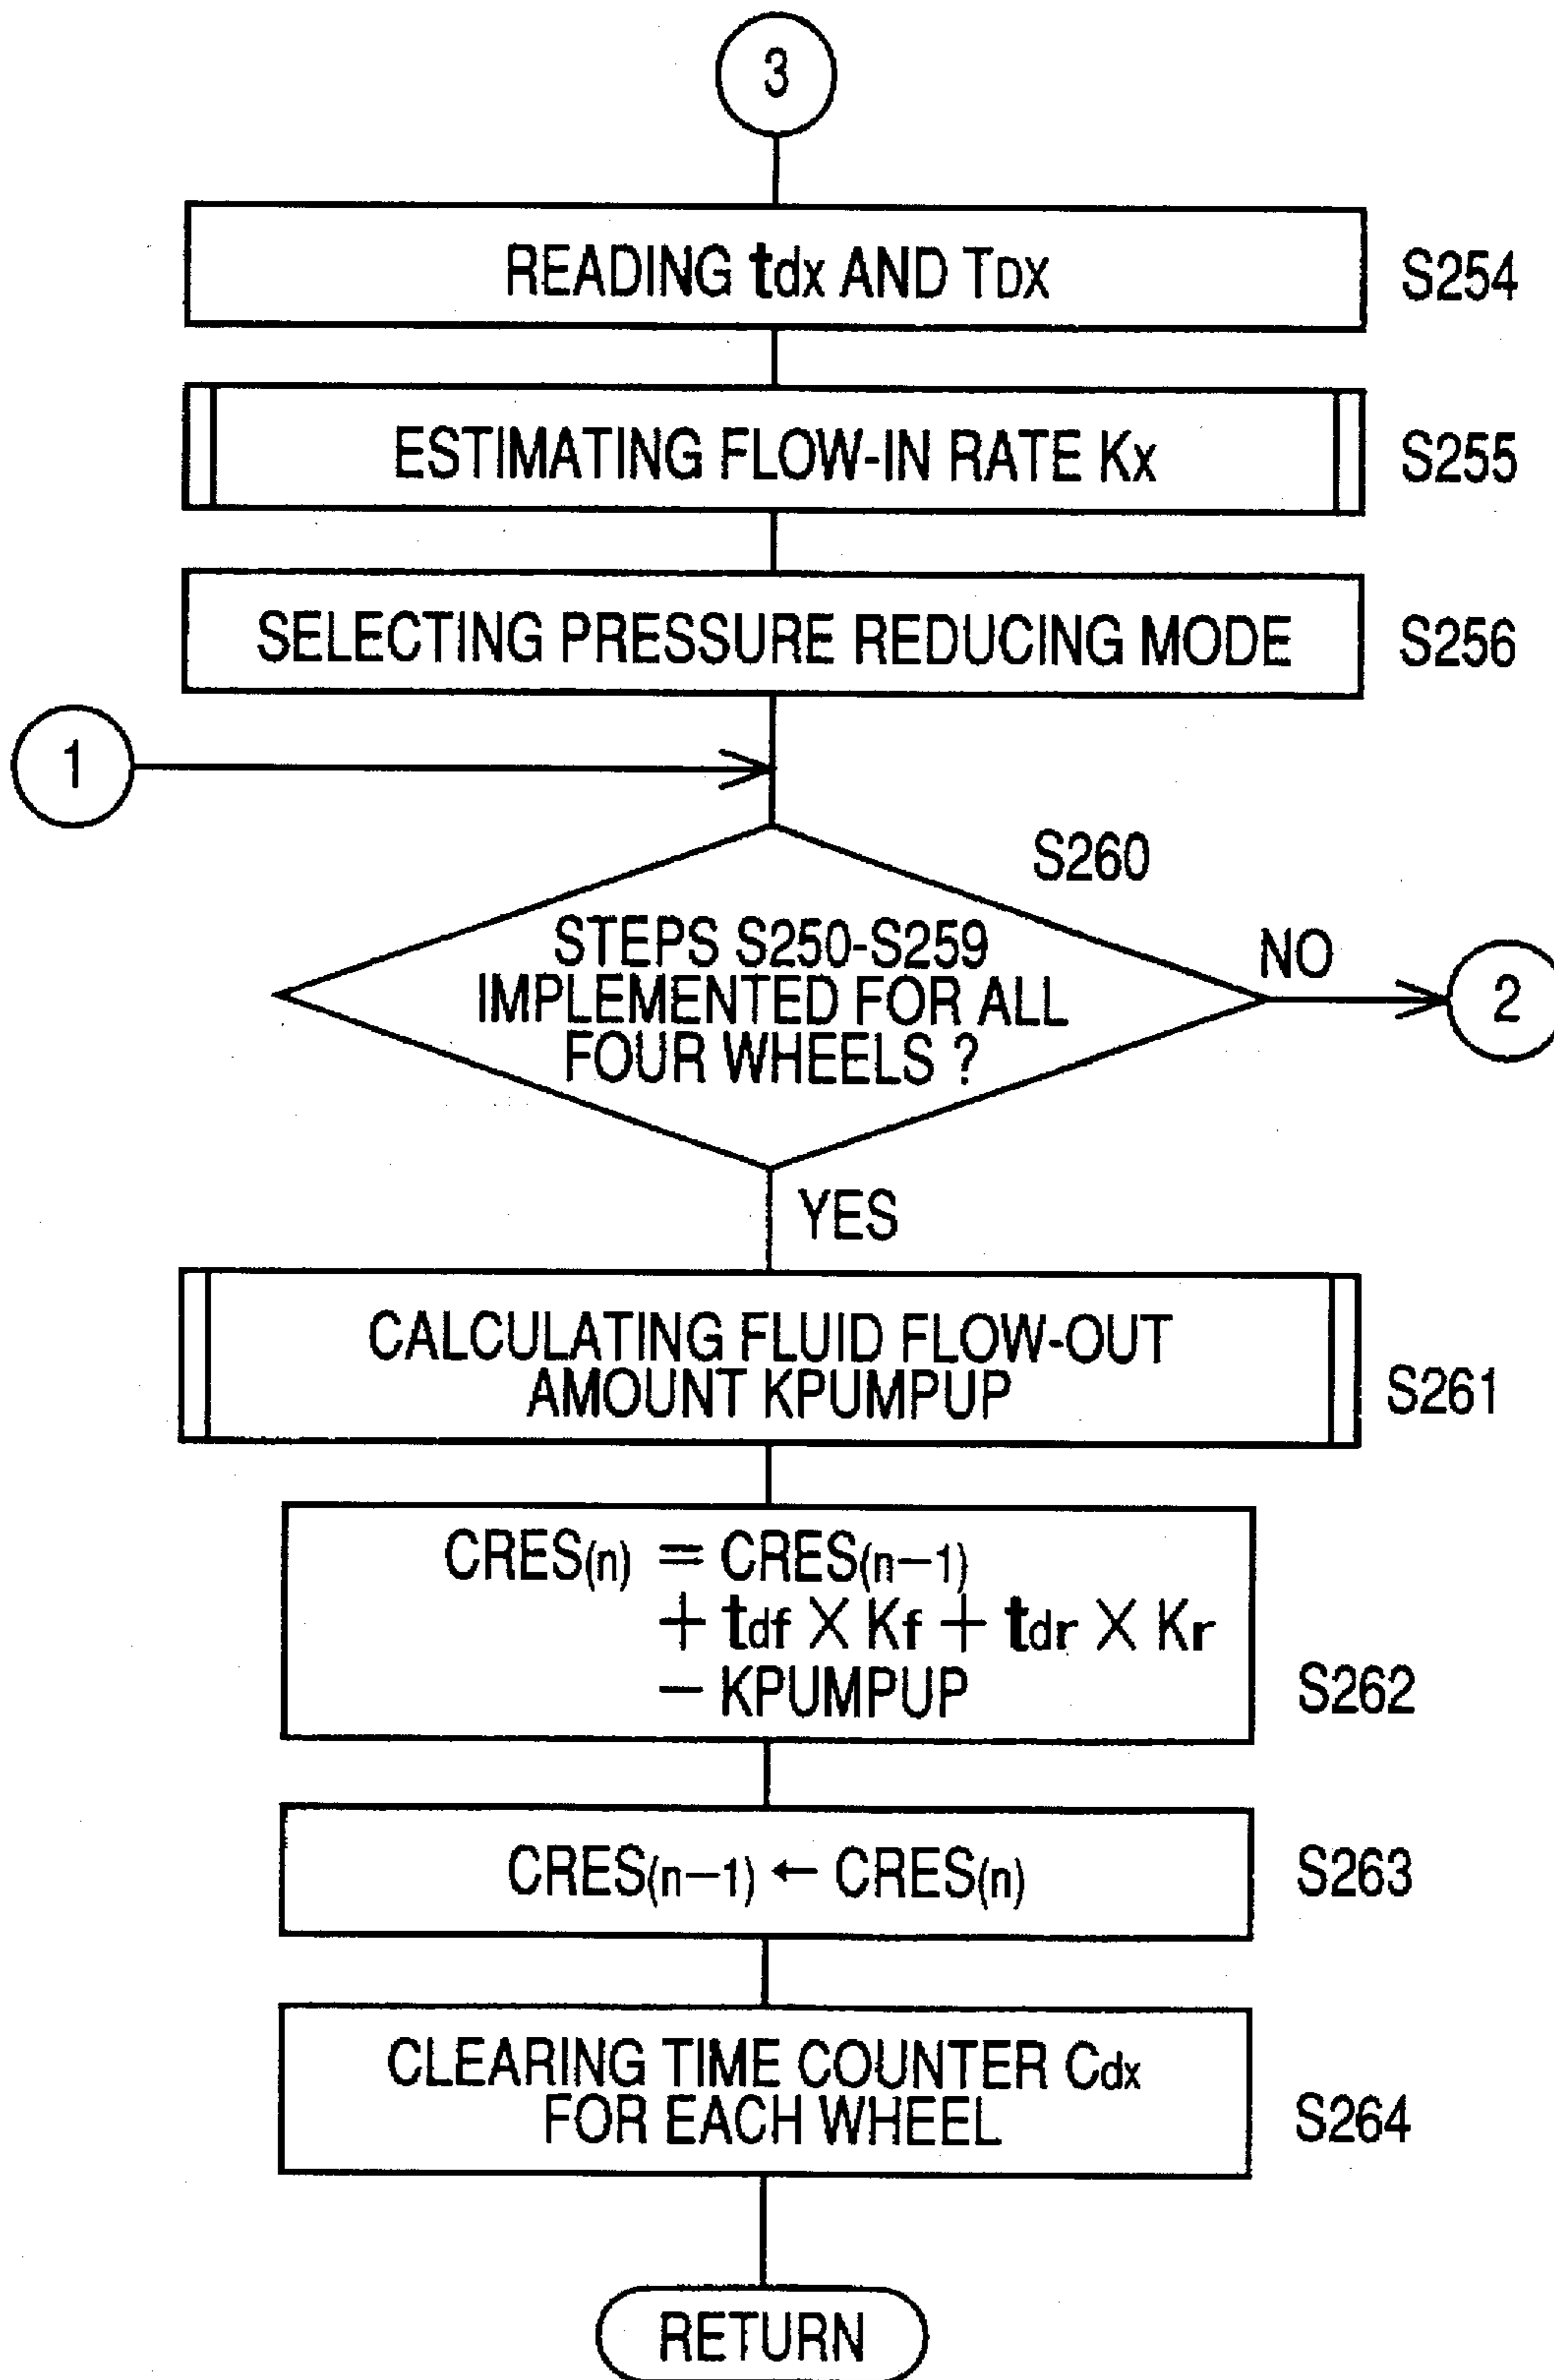 3
READING tdx AND TDX
S254
ESTIMATING FLOW-IN RATE Kx
S255
SELECTING PRESSURE REDUCING MODE
S256
1
S260
STEPS S250-S259
IMPLEMENTED FOR ALL
FOUR WHEELS ?
NO
2
YES
CALCULATING FLUID FLOW-OUT
AMOUNT KPUMPUP
S261
CRES(n) = CRES(n−1)
+ tdf × Kf + tdr × Kr
− KPUMPUP
S262
CRES(n−1) ← CRES(n)
S263
CLEARING TIME COUNTER Cdx
FOR EACH WHEEL
S264
RETURN